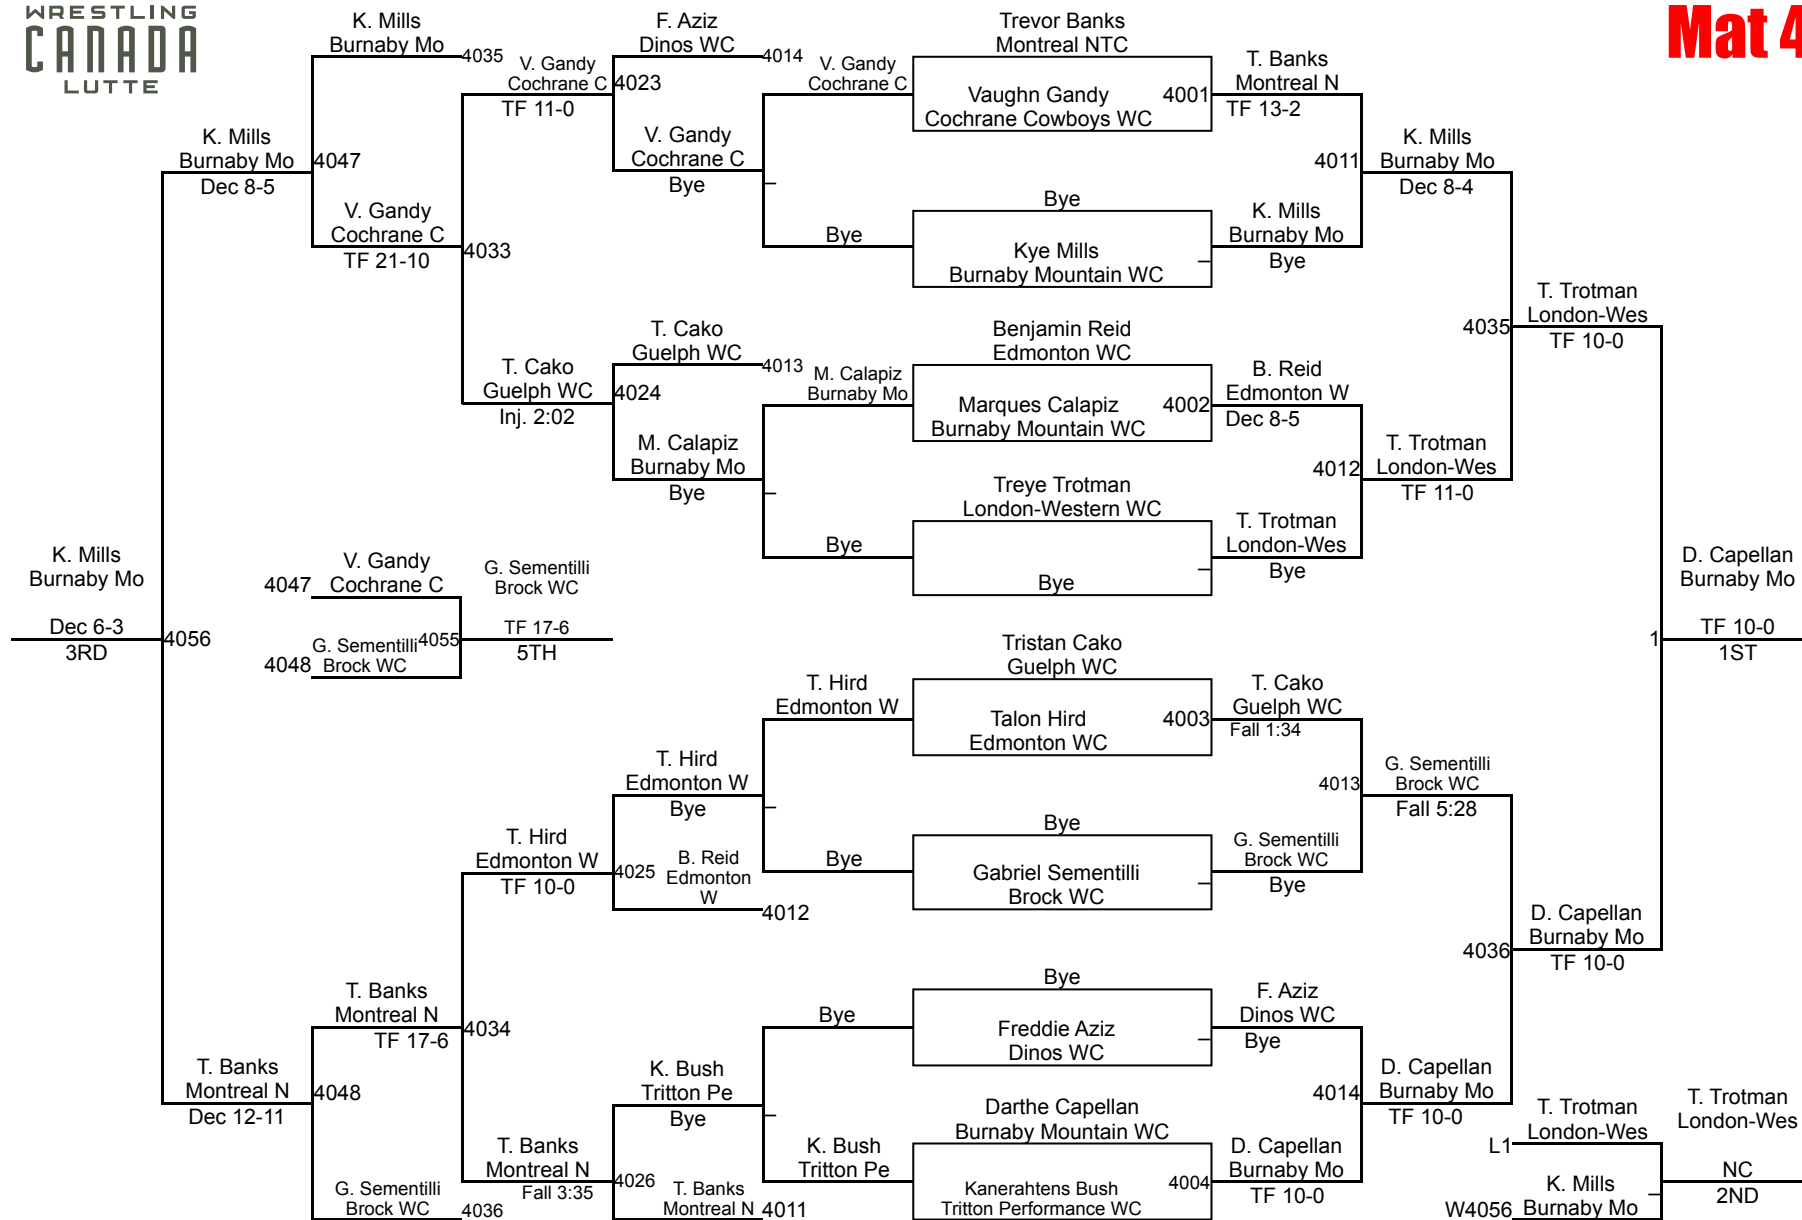 WRESTLING
CANADA
LUTTE
Mat 4
K. Mills
Burnaby Mo
4035
V. Gandy
Cochrane C
TF 11-0
F. Aziz
Dinos WC
4014
4023
V. Gandy
Cochrane C
Bye
V. Gandy
Cochrane C
Trevor Banks
Montreal NTC
Vaughn Gandy
Cochrane Cowboys WC
4001
T. Banks
Montreal N
TF 13-2
K. Mills
Burnaby Mo
Dec 8-5
4047
V. Gandy
Cochrane C
TF 21-10
4033
Bye
Bye
Kye Mills
Burnaby Mountain WC
K. Mills
Burnaby Mo
Bye
4011
K. Mills
Burnaby Mo
Dec 8-4
T. Cako
Guelph WC
Inj. 2:02
T. Cako
Guelph WC
4013
4024
M. Calapiz
Burnaby Mo
Bye
M. Calapiz
Burnaby Mo
Benjamin Reid
Edmonton WC
Marques Calapiz
Burnaby Mountain WC
4002
B. Reid
Edmonton W
Dec 8-5
4035
T. Trotman
London-Wes
TF 10-0
Bye
Treye Trotman
London-Western WC
Bye
T. Trotman
London-Wes
Bye
4012
T. Trotman
London-Wes
TF 11-0
K. Mills
Burnaby Mo
Dec 6-3
3RD
4056
4047
V. Gandy
Cochrane C
4048
G. Sementilli
Brock WC
4055
G. Sementilli
Brock WC
TF 17-6
5TH
1
D. Capellan
Burnaby Mo
TF 10-0
1ST
T. Hird
Edmonton W
Tristan Cako
Guelph WC
Talon Hird
Edmonton WC
4003
T. Cako
Guelph WC
Fall 1:34
T. Hird
Edmonton W
Bye
4013
G. Sementilli
Brock WC
Fall 5:28
T. Hird
Edmonton W
TF 10-0
4025
B. Reid
Edmonton
W
4012
Bye
Bye
Gabriel Sementilli
Brock WC
G. Sementilli
Brock WC
Bye
4036
D. Capellan
Burnaby Mo
TF 10-0
T. Banks
Montreal N
TF 17-6
4034
Bye
Bye
Freddie Aziz
Dinos WC
F. Aziz
Dinos WC
Bye
T. Banks
Montreal N
Dec 12-11
4048
K. Bush
Tritton Pe
Bye
4014
D. Capellan
Burnaby Mo
TF 10-0
T. Banks
Montreal N
Fall 3:35
4026
T. Banks
Montreal N
4011
K. Bush
Tritton Pe
Darthe Capellan
Burnaby Mountain WC
Kanerahtens Bush
Tritton Performance WC
4004
D. Capellan
Burnaby Mo
TF 10-0
G. Sementilli
Brock WC
4036
L1
T. Trotman
London-Wes
W4056
K. Mills
Burnaby Mo
T. Trotman
London-Wes
NC
2ND